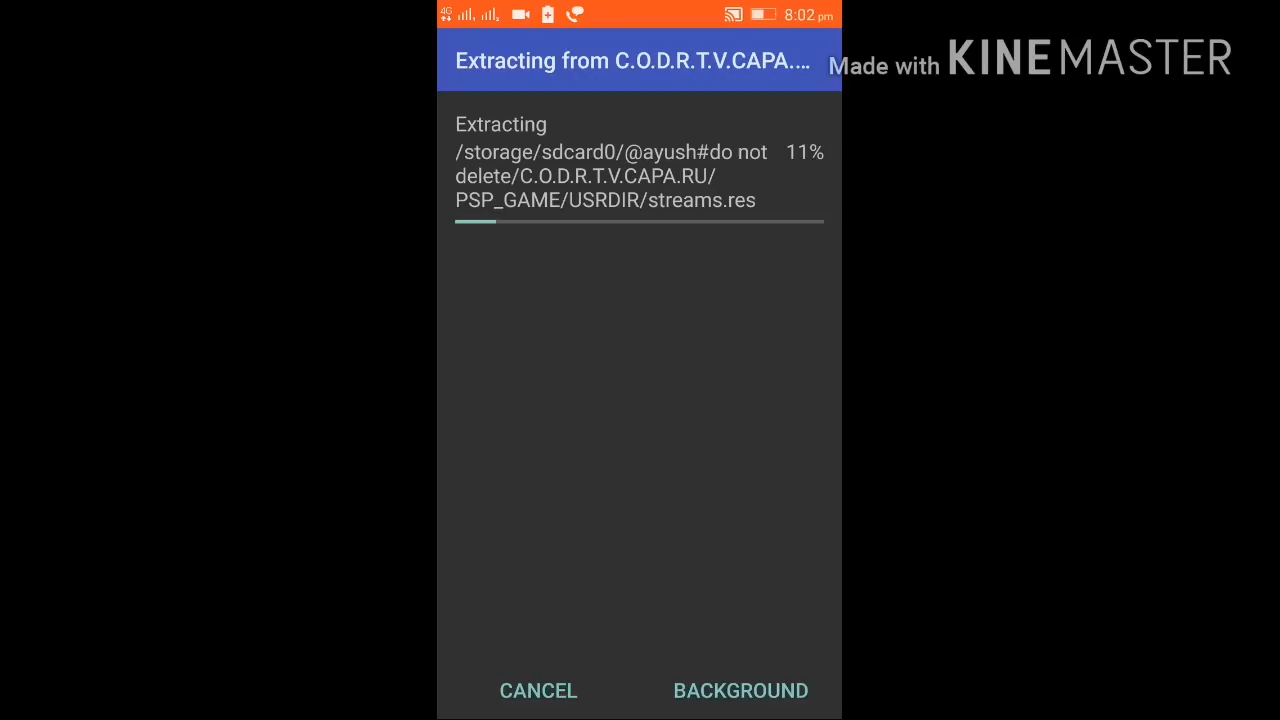 4G 8:02 pm
Extracting from C.O.D.R.T.V.CAPA.…
Made with KINEMASTER
Extracting
/storage/sdcard0/@ayush#do not 11%
delete/C.O.D.R.T.V.CAPA.RU/
PSP_GAME/USRDIR/streams.res
CANCEL BACKGROUND